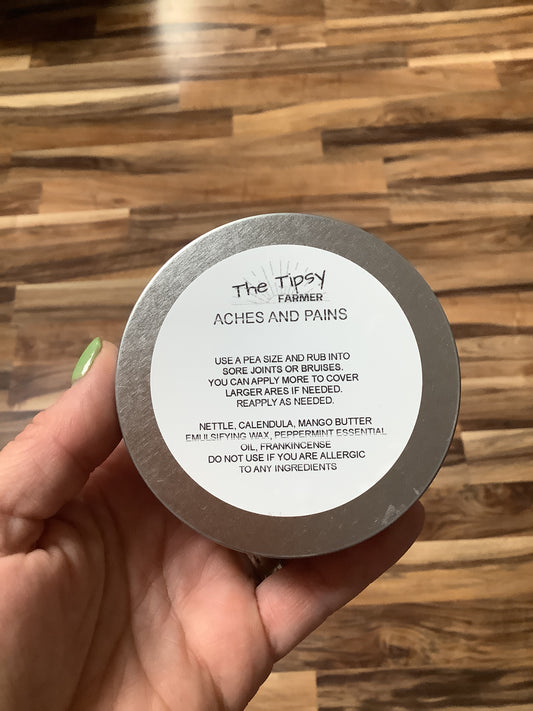 The Tipsy
FARMER
ACHES AND PAINS
USE A PEA SIZE AND RUB INTO
SORE JOINTS OR BRUISES.
YOU CAN APPLY MORE TO COVER
LARGER ARES IF NEEDED.
REAPPLY AS NEEDED.
NETTLE, CALENDULA, MANGO BUTTER
EMULSIFYING WAX, PEPPERMINT ESSENTIAL
OIL, FRANKINCENSE
DO NOT USE IF YOU ARE ALLERGIC
TO ANY INGREDIENTS